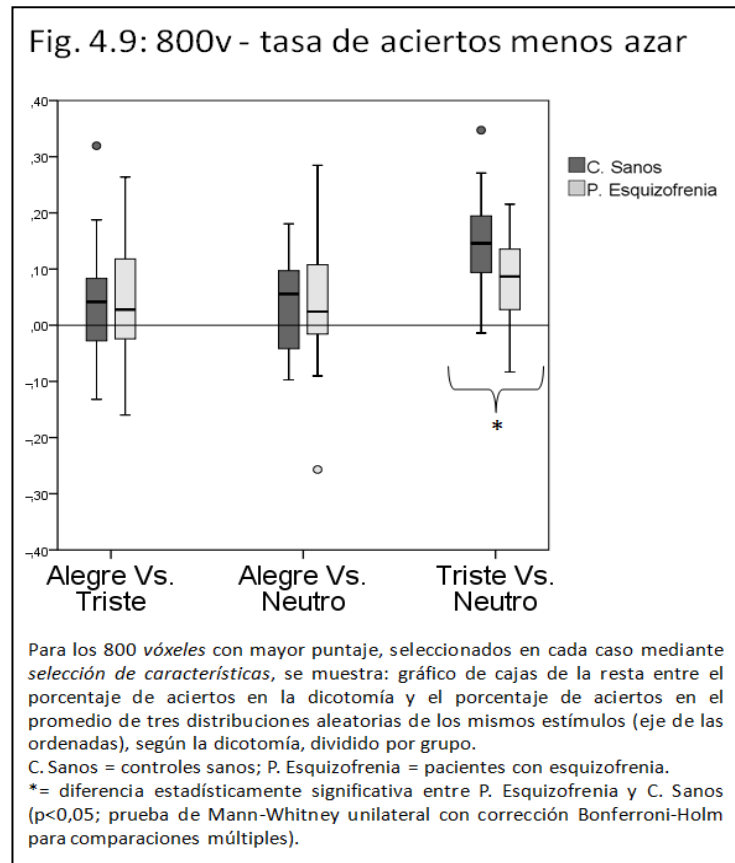 Fig. 4.9: 800v - tasa de aciertos menos azar
,40
,30
,20
,10
,00
-,10
-,20
-,30
-,40
C. Sanos
P. Esquizofrenia
*
Alegre Vs. Triste
Alegre Vs. Neutro
Triste Vs. Neutro
Para los 800 vóxeles con mayor puntaje, seleccionados en cada caso mediante
selección de características, se muestra: gráfico de cajas de la resta entre el
porcentaje de aciertos en la dicotomía y el porcentaje de aciertos en el
promedio de tres distribuciones aleatorias de los mismos estímulos (eje de las
ordenadas), según la dicotomía, dividido por grupo.
C. Sanos = controles sanos; P. Esquizofrenia = pacientes con esquizofrenia.
*= diferencia estadísticamente significativa entre P. Esquizofrenia y C. Sanos
(p<0,05; prueba de Mann-Whitney unilateral con corrección Bonferroni-Holm
para comparaciones múltiples).